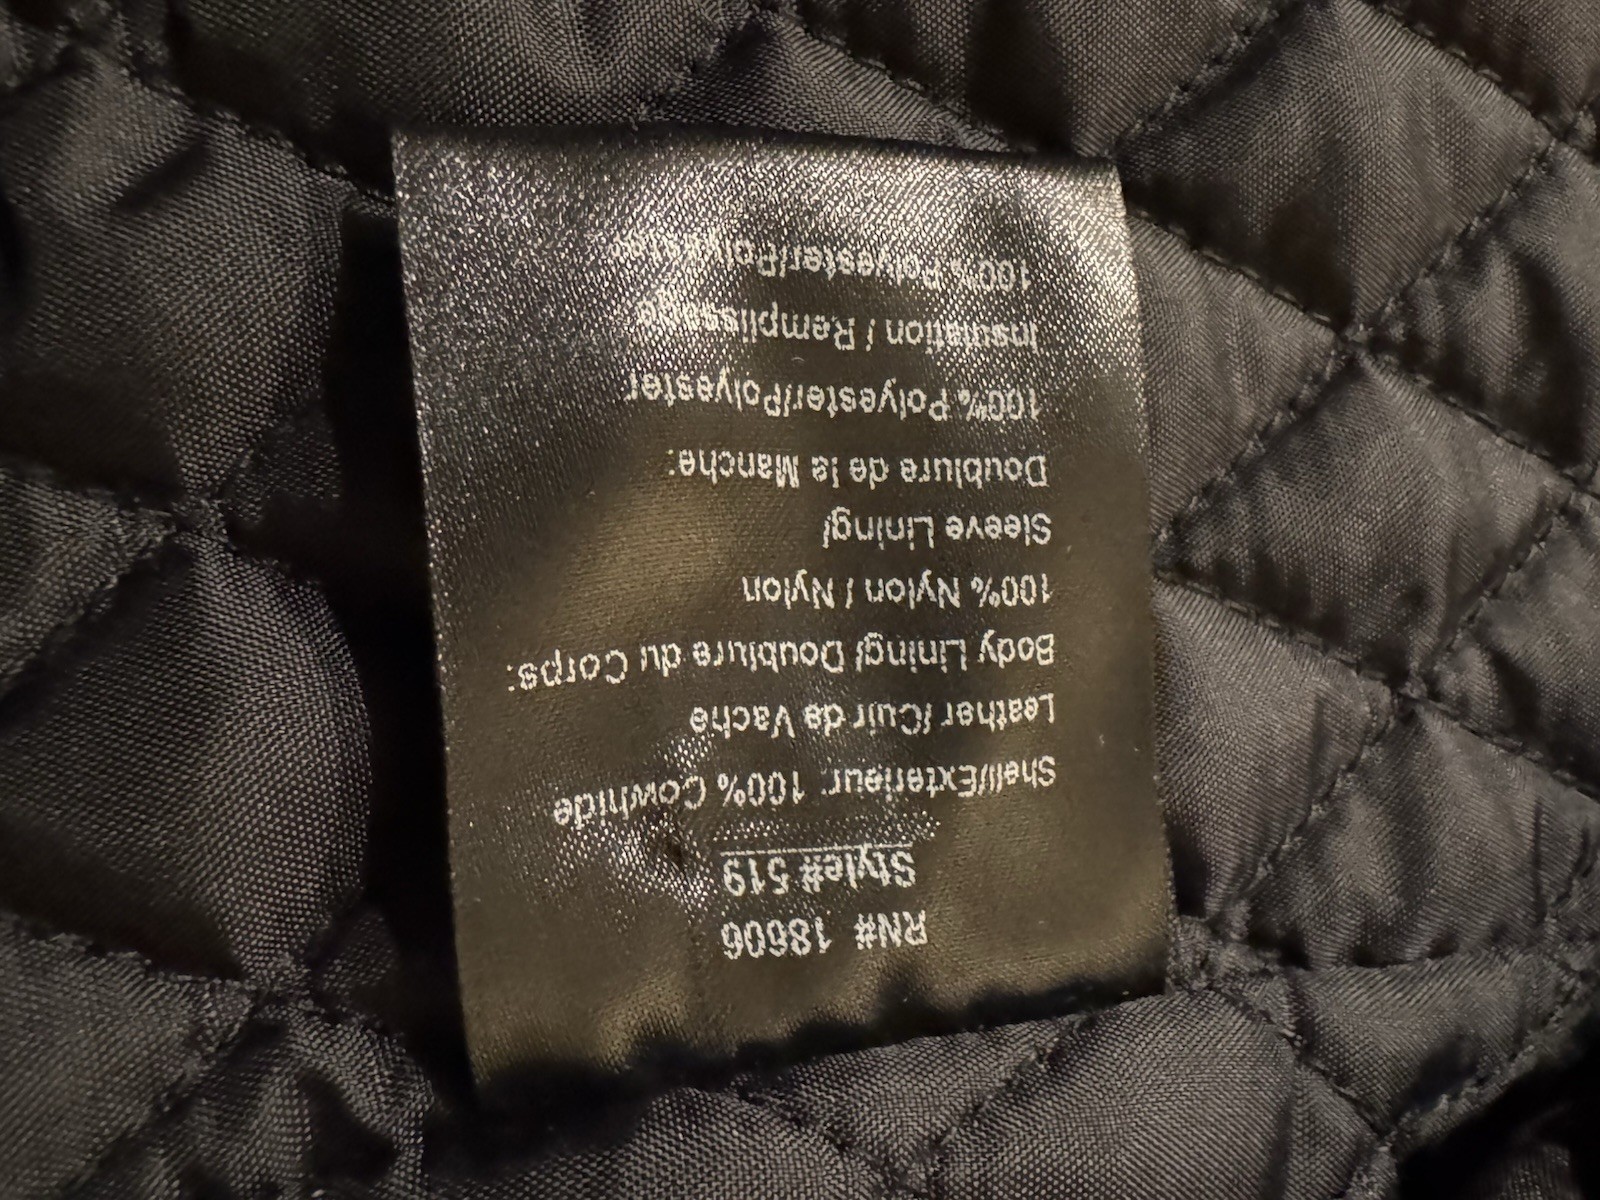 RN# 18606
Style# 519
Shell/Exterieur: 100% Cowhide
Leather/Cuir de Vache
Body Lining/ Doublure du Corps:
100% Nylon / Nylon
Sleeve Lining/
Doublure de la Manche:
100% Polyester/Polyester
Insulation / Remplissage
100% Polyester/Polyester